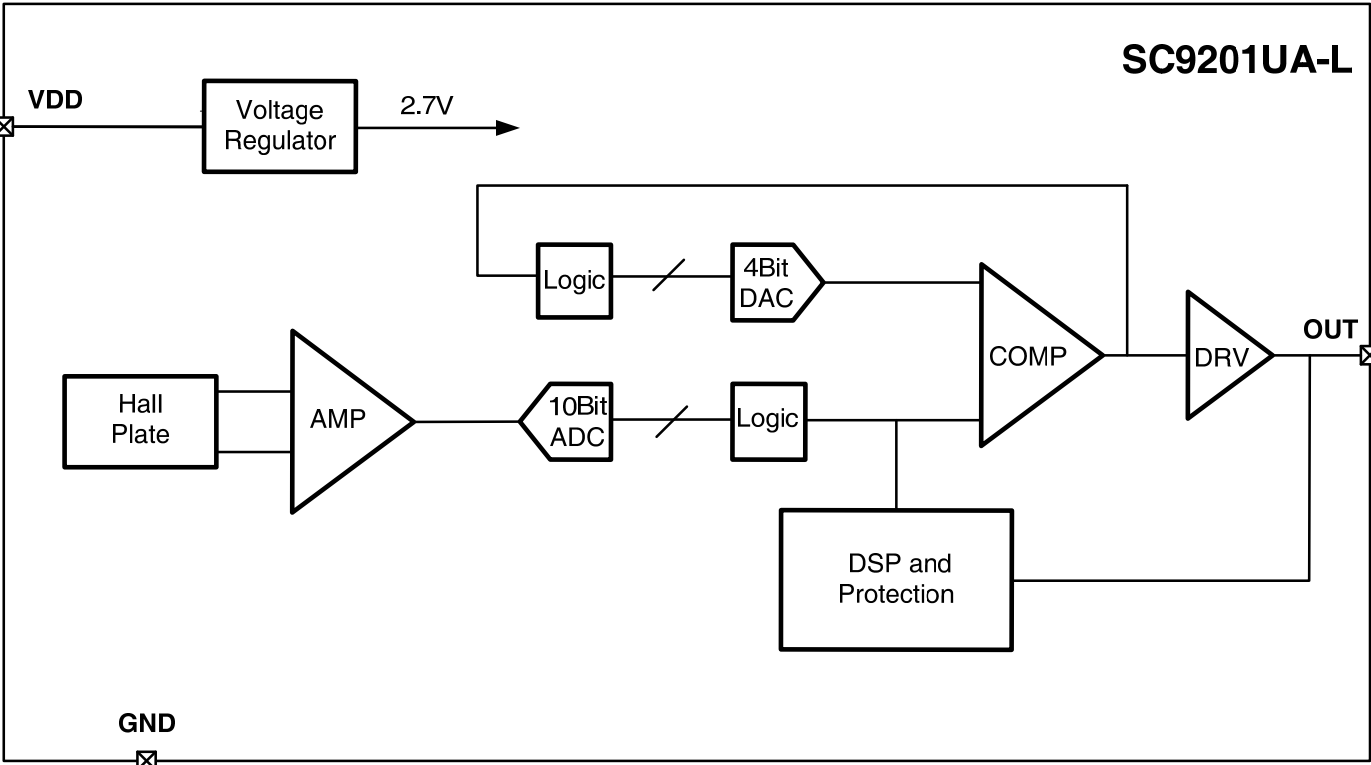 SC9201UA-L
VDD
Voltage
Regulator
2.7V
Logic
4Bit
DAC
COMP
DRV
OUT
Hall
Plate
AMP
10Bit
ADC
Logic
DSP and
Protection
GND